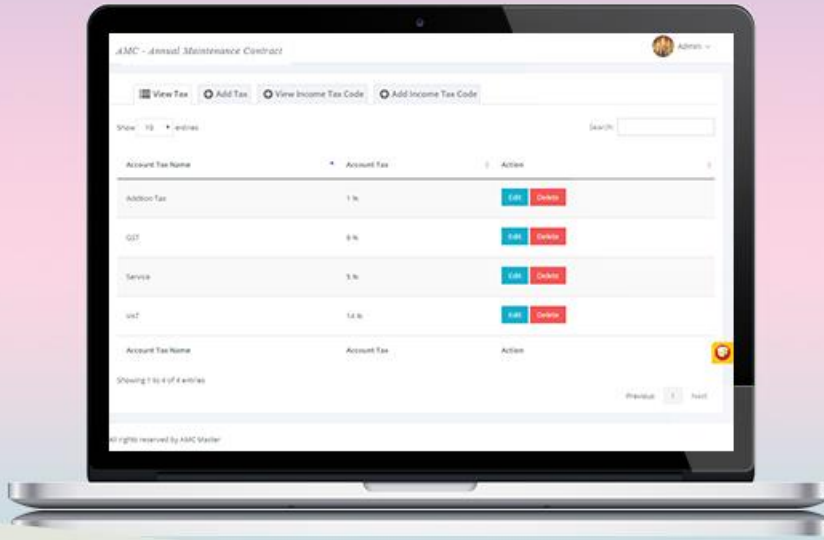 AMC - Annual Maintenance Contract
Admin
View Tax Add Tax View Income Tax Code Add Income Tax Code
Show 10 entries
Search:
Account Tax Name Account Tax Action
Addition Tax 1 % Edit Delete
GST Edit Delete
Service 5 % Edit Delete
VAT 14 % Edit Delete
Account Tax Name Account Tax Action
Showing 1 to 4 of 4 entries
Previous 1 Next
All rights reserved by AMC Master